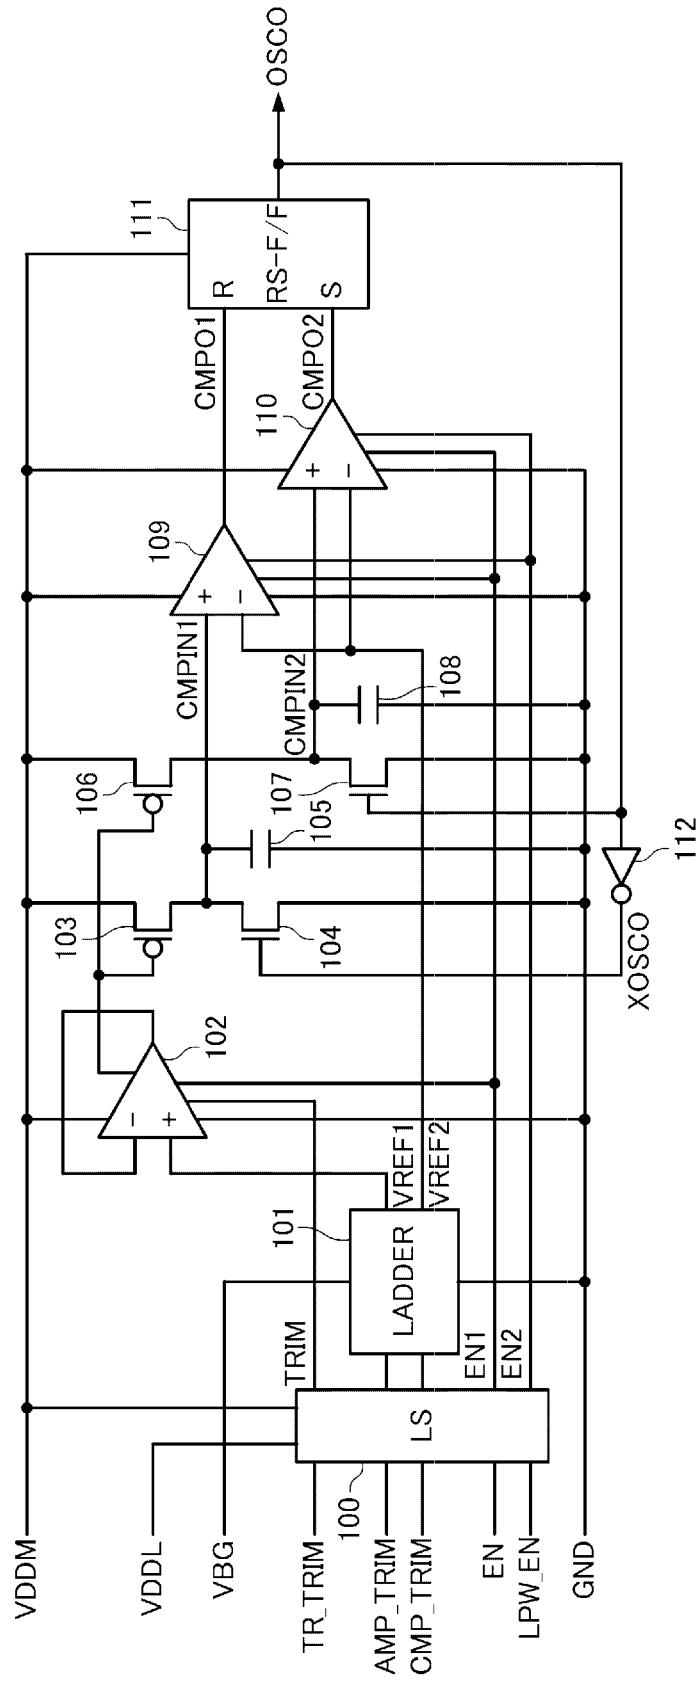 VDDM
VDDL
VBG
TR_TRIM
AMP_TRIM
CMP_TRIM
EN
LPW_EN
GND
100
LS
TRIM
EN1
EN2
101
LADDER
VREF1
VREF2
102
−
+
103
104
105
106
107
108
CMPIN1
CMPIN2
109
+
−
110
+
−
CMPO1
CMPO2
111
R
RS-F/F
S
OSCO
112
XOSCO